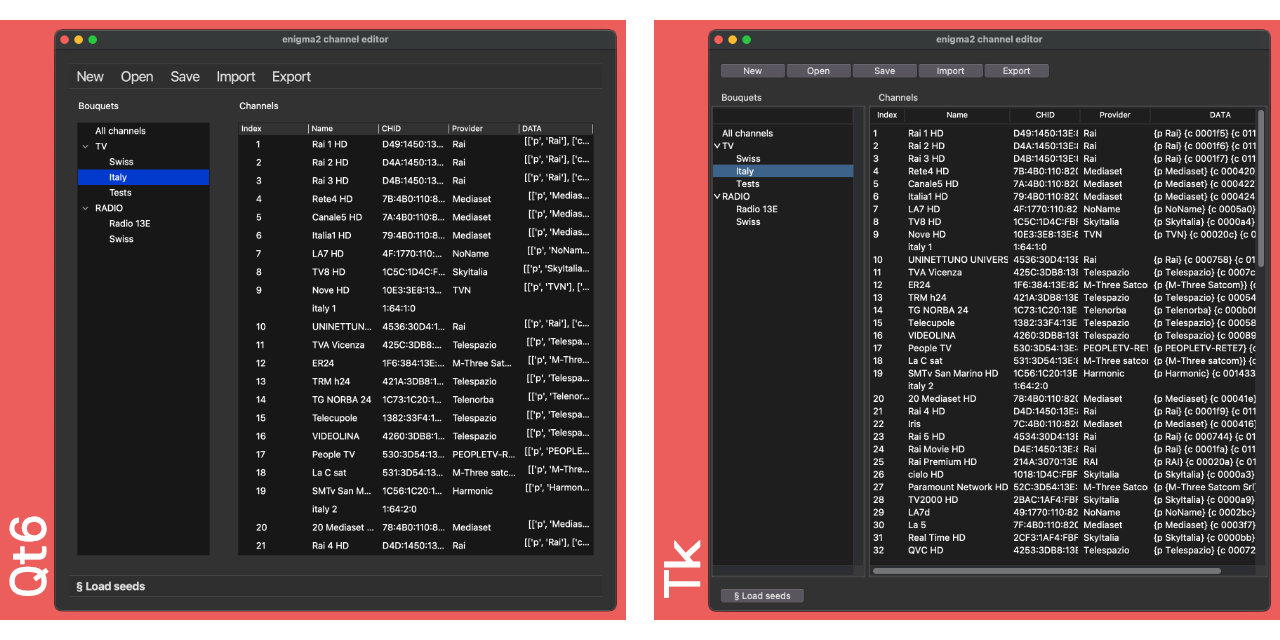 Qt6
enigma2 channel editor
New Open Save Import Export
Bouquets
All channels
TV
Swiss
Italy
Tests
RADIO
Radio 13E
Swiss
Channels
Index Name CHID Provider DATA
1 Rai 1 HD D49:1450:13... Rai [['p', 'Rai'], ['c...
2 Rai 2 HD D4A:1450:13... Rai [['p', 'Rai'], ['c...
3 Rai 3 HD D4B:1450:13... Rai [['p', 'Rai'], ['c...
4 Rete4 HD 7B:4B0:110:8... Mediaset [['p', 'Medias...
5 Canale5 HD 7A:4B0:110:8... Mediaset [['p', 'Medias...
6 Italia1 HD 79:4B0:110:8... Mediaset [['p', 'Medias...
7 LA7 HD 4F:1770:110:... NoName [['p', 'NoNam...
8 TV8 HD 1C5C:1D4C:F... SkyItalia [['p', 'SkyItalia...
9 Nove HD 10E3:3E8:13... TVN [['p', 'TVN'], ['...
italy 1 1:64:1:0
10 UNINETTUN... 4536:30D4:1... Rai [['p', 'Rai'], ['c...
11 TVA Vicenza 425C:3DB8:... Telespazio [['p', 'Telespa...
12 ER24 1F6:384:13E:... M-Three Sat... [['p', 'M-Thre...
13 TRM h24 421A:3DB8:1... Telespazio [['p', 'Telespa...
14 TG NORBA 24 1C73:1C20:1... Telenorba [['p', 'Telenor...
15 Telecupole 1382:33F4:1... Telespazio [['p', 'Telespa...
16 VIDEOLINA 4260:3DB8:1... Telespazio [['p', 'Telespa...
17 People TV 530:3D54:13... PEOPLETV-R... [['p', 'PEOPLE...
18 La C sat 531:3D54:13... M-Three satc... [['p', 'M-Thre...
19 SMTv San M... 1C56:1C20:1... Harmonic [['p', 'Harmon...
italy 2 1:64:2:0
20 20 Mediaset ... 78:4B0:110:8... Mediaset [['p', 'Medias...
21 Rai 4 HD D4D:1450:13... Rai [['p', 'Rai'], ['c...
§ Load seeds
Tk
enigma2 channel editor
New Open Save Import Export
Bouquets
All channels
TV
Swiss
Italy
Tests
RADIO
Radio 13E
Swiss
Channels
Index Name CHID Provider DATA
1 Rai 1 HD D49:1450:13E: Rai {p Rai} {c 0001f5} {c 011
2 Rai 2 HD D4A:1450:13E: Rai {p Rai} {c 0001f6} {c 011
3 Rai 3 HD D4B:1450:13E: Rai {p Rai} {c 0001f7} {c 011
4 Rete4 HD 7B:4B0:110:820 Mediaset {p Mediaset} {c 000420
5 Canale5 HD 7A:4B0:110:820 Mediaset {p Mediaset} {c 000422
6 Italia1 HD 79:4B0:110:820 Mediaset {p Mediaset} {c 000424
7 LA7 HD 4F:1770:110:82 NoName {p NoName} {c 0005a0}
8 TV8 HD 1C5C:1D4C:FBF SkyItalia {p SkyItalia} {c 0000a4}
9 Nove HD 10E3:3E8:13E: TVN {p TVN} {c 00020c} {c 0
italy 1 1:64:1:0
10 UNINETTUNO UNIVERS 4536:30D4:13E Rai {p Rai} {c 000758} {c 01
11 TVA Vicenza 425C:3DB8:13E Telespazio {p Telespazio} {c 0007c
12 ER24 1F6:384:13E:82 M-Three Satco {p {M-Three Satcom}} {c
13 TRM h24 421A:3DB8:13E Telespazio {p Telespazio} {c 00054
14 TG NORBA 24 1C73:1C20:13E Telenorba {p Telenorba} {c 000b0f
15 Telecupole 1382:33F4:13E Telespazio {p Telespazio} {c 00058
16 VIDEOLINA 4260:3DB8:13E Telespazio {p Telespazio} {c 00089
17 People TV 530:3D54:13E: PEOPLETV-RET {p PEOPLETV-RETE7} {c
18 La C sat 531:3D54:13E: M-Three satcom {p {M-Three satcom}} {c
19 SMTv San Marino HD 1C56:1C20:13E Harmonic {p Harmonic} {c 001433
italy 2 1:64:2:0
20 20 Mediaset HD 78:4B0:110:820 Mediaset {p Mediaset} {c 00041e}
21 Rai 4 HD D4D:1450:13E: Rai {p Rai} {c 0001f9} {c 011
22 Iris 7C:4B0:110:820 Mediaset {p Mediaset} {c 000416}
23 Rai 5 HD 4534:30D4:13E Rai {p Rai} {c 000744} {c 01
24 Rai Movie HD D4E:1450:13E: Rai {p Rai} {c 0001fa} {c 011
25 Rai Premium HD 214A:3070:13E RAI {p RAI} {c 00020a} {c 01
26 cielo HD 1018:1D4C:FBF SkyItalia {p SkyItalia} {c 0000a3}
27 Paramount Network HD 52C:3D54:13E: M-Three Satco {p {M-Three Satcom Srl
28 TV2000 HD 2BAC:1AF4:FBF SkyItalia {p SkyItalia} {c 0000a9}
29 LA7d 49:1770:110:82 NoName {p NoName} {c 0002bc}
30 La 5 7F:4B0:110:820 Mediaset {p Mediaset} {c 0003f7}
31 Real Time HD 2CF3:1AF4:FBF SkyItalia {p SkyItalia} {c 0000bb}
32 QVC HD 4253:3DB8:13E Telespazio {p Telespazio} {c 00072
§ Load seeds